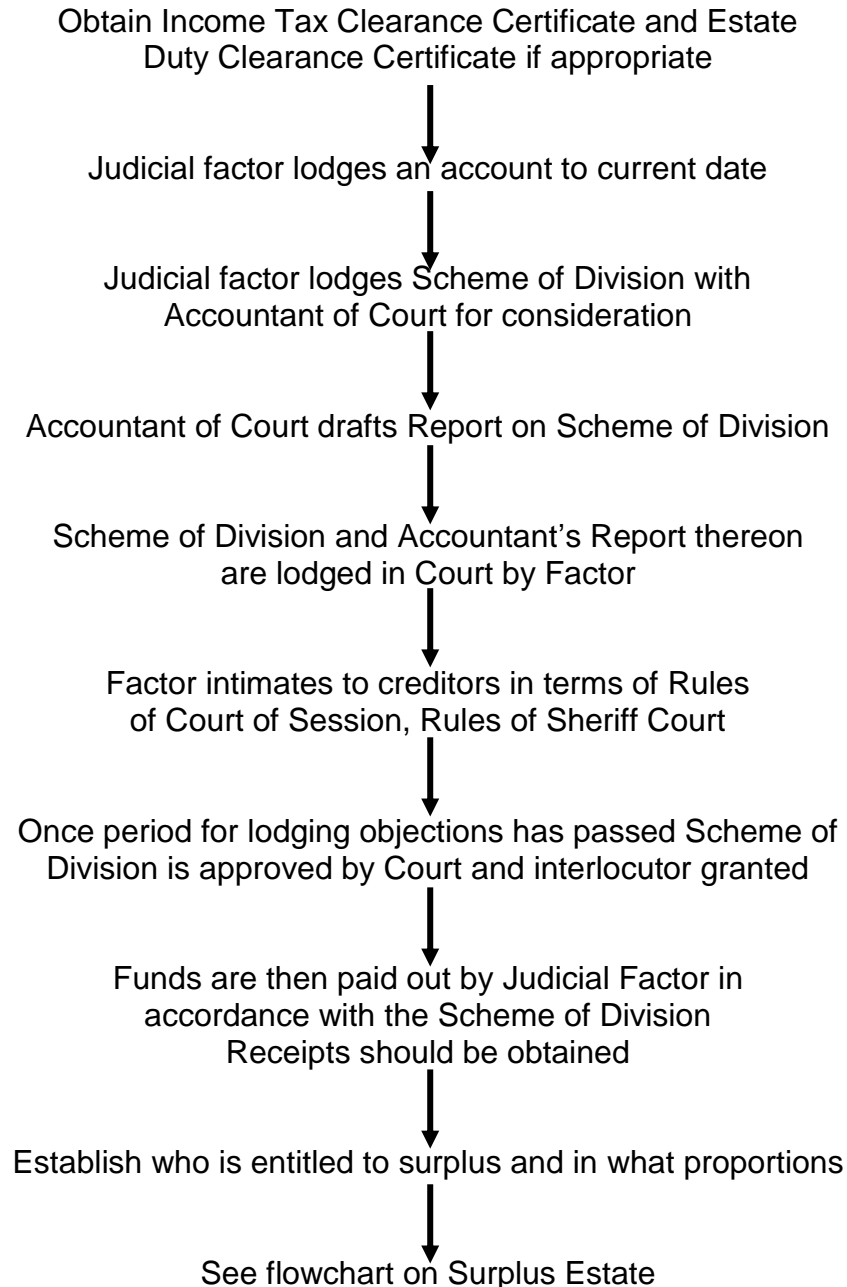 Obtain Income Tax Clearance Certificate and Estate
Duty Clearance Certificate if appropriate
Judicial factor lodges an account to current date
Judicial factor lodges Scheme of Division with
Accountant of Court for consideration
Accountant of Court drafts Report on Scheme of Division
Scheme of Division and Accountant’s Report thereon
are lodged in Court by Factor
Factor intimates to creditors in terms of Rules
of Court of Session, Rules of Sheriff Court
Once period for lodging objections has passed Scheme of
Division is approved by Court and interlocutor granted
Funds are then paid out by Judicial Factor in
accordance with the Scheme of Division
Receipts should be obtained
Establish who is entitled to surplus and in what proportions
See flowchart on Surplus Estate